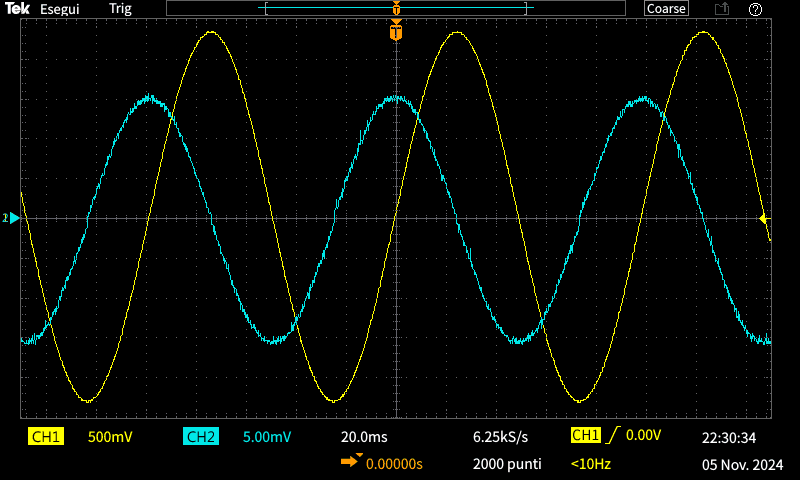 Tek Esegui Trig T Coarse ?
T
2
CH1 500mV CH2 5.00mV 20.0ms 6.25kS/s CH1 0.00V 22:30:34
0.00000s 2000 punti <10Hz 05 Nov. 2024